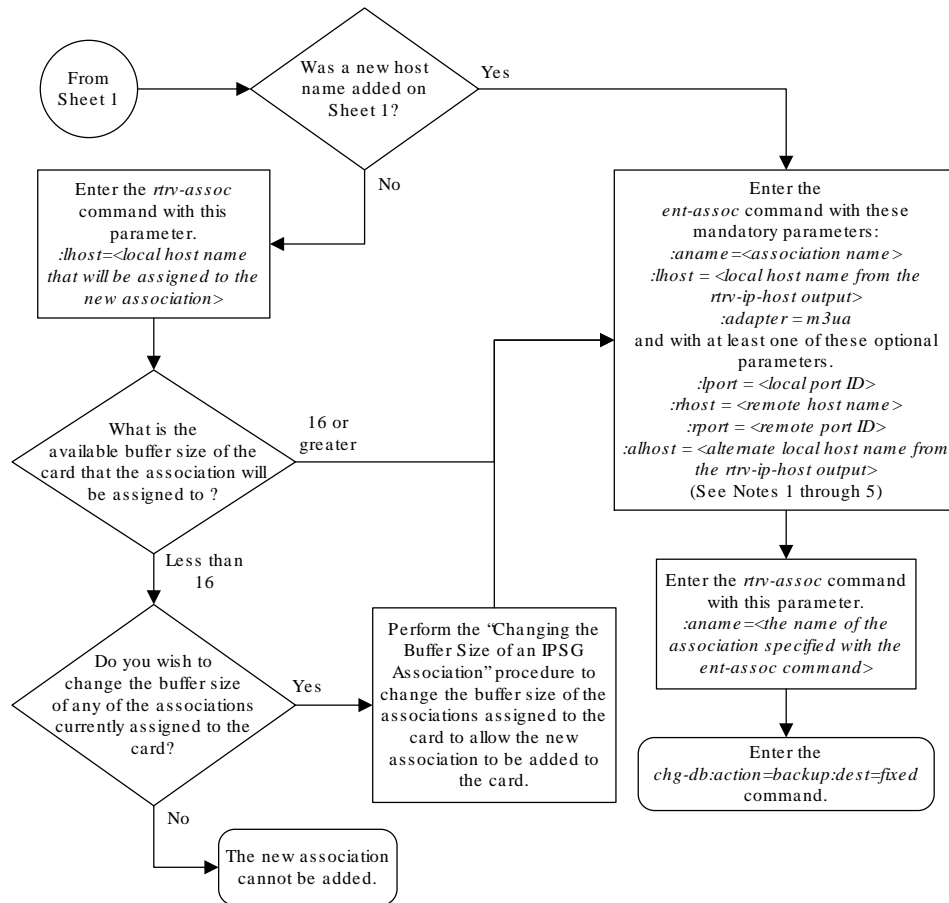 From
Sheet 1
Was a new host
name added on
Sheet 1?
Yes
No
Enter the rtrv-assoc
command with this
parameter.
:lhost=<local host name
that will be assigned to the
new association>
What is the
available buffer size of the
card that the association will
be assigned to ?
16 or
greater
Less than
16
Do you wish to
change the buffer size
of any of the associations
currently assigned to the
card?
Yes
No
The new association
cannot be added.
Perform the “Changing the
Buffer Size of an IPSG
Association” procedure to
change the buffer size of the
associations assigned to the
card to allow the new
association to be added to
the card.
Enter the
ent-assoc command with these
mandatory parameters:
:aname=<association name>
:lhost = <local host name from the
rtrv-ip-host output>
:adapter = m3ua
and with at least one of these optional
parameters.
:lport = <local port ID>
:rhost = <remote host name>
:rport = <remote port ID>
:alhost = <alternate local host name from
the rtrv-ip-host output>
(See Notes 1 through 5)
Enter the rtrv-assoc command
with this parameter.
:aname=<the name of the
association specified with the
ent-assoc command>
Enter the
chg-db:action=backup:dest=fixed
command.